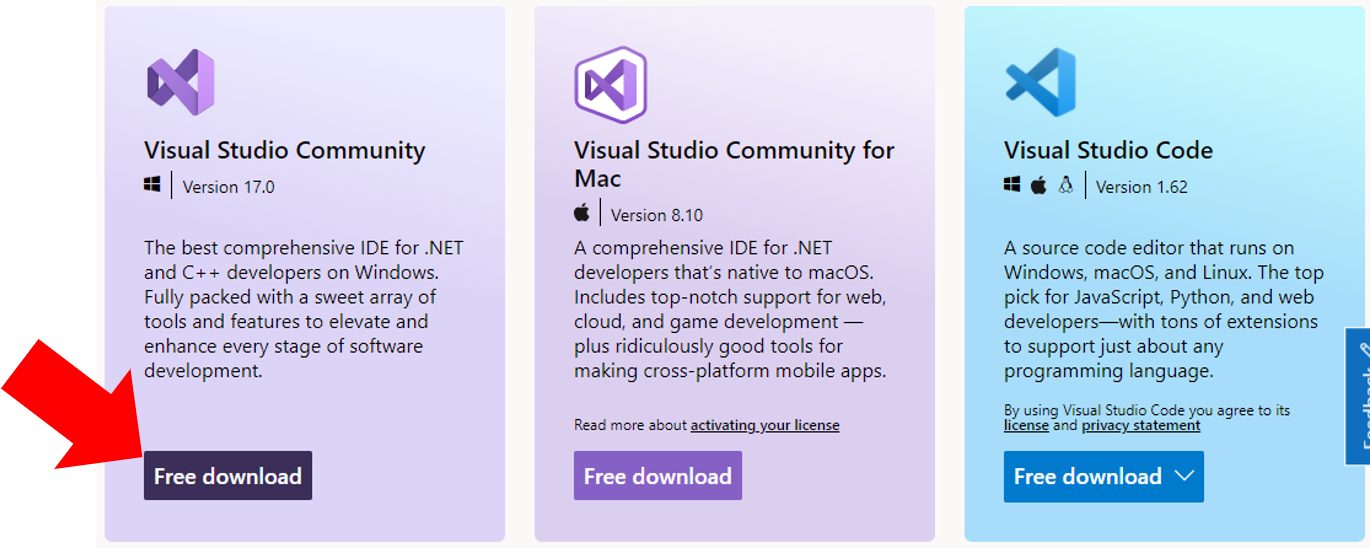 Visual Studio Community
Version 17.0
The best comprehensive IDE for .NET
and C++ developers on Windows.
Fully packed with a sweet array of
tools and features to elevate and
enhance every stage of software
development.
Free download
Visual Studio Community for
Mac
Version 8.10
A comprehensive IDE for .NET
developers that's native to macOS.
Includes top-notch support for web,
cloud, and game development —
plus ridiculously good tools for
making cross-platform mobile apps.
Read more about activating your license
Free download
Visual Studio Code
Version 1.62
A source code editor that runs on
Windows, macOS, and Linux. The top
pick for JavaScript, Python, and web
developers—with tons of extensions
to support just about any
programming language.
By using Visual Studio Code you agree to its
license and privacy statement
Free download
Feedback